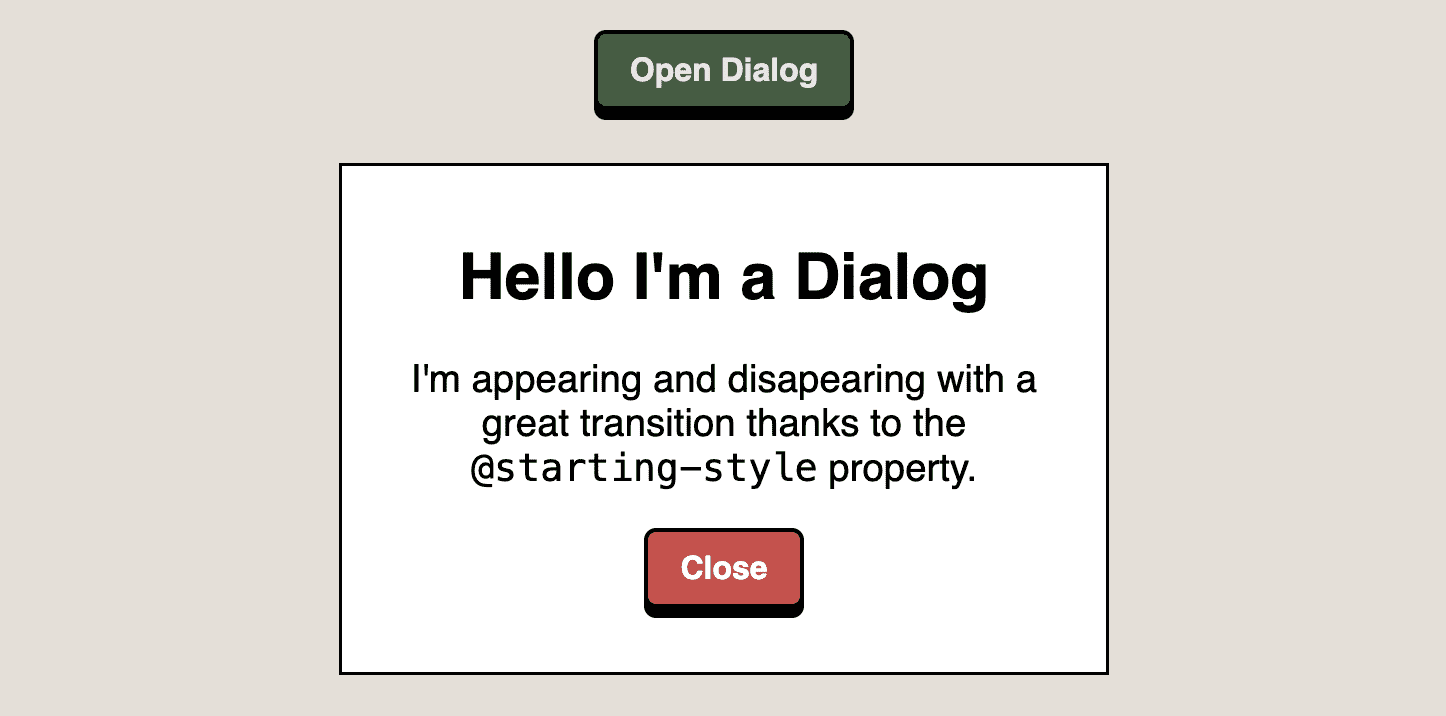 Open Dialog
Hello I'm a Dialog
I'm appearing and disapearing with a
great transition thanks to the
@starting-style property.
Close